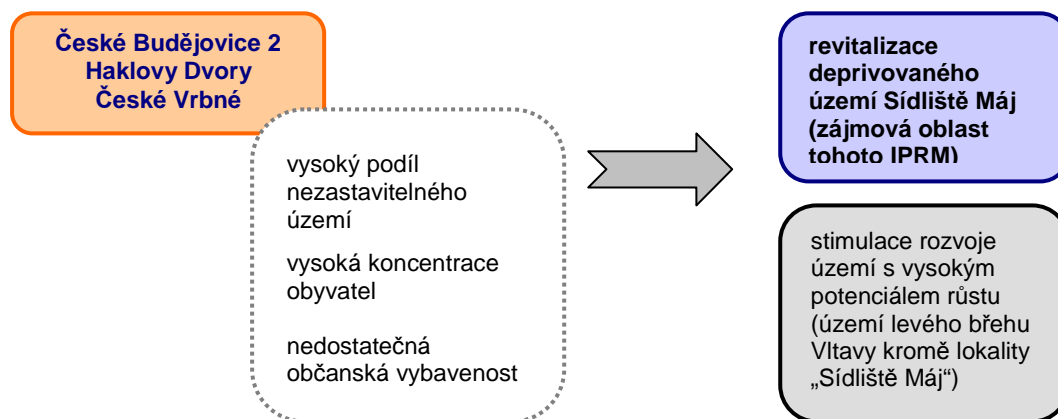 České Budějovice 2
Haklovy Dvory
České Vrbné
vysoký podíl
nezastavitelného
území
vysoká koncentrace
obyvatel
nedostatečná
občanská vybavenost
revitalizace
deprivovaného
území Sídliště Máj
(zájmová oblast
tohoto IPRM)
stimulace rozvoje
území s vysokým
potenciálem růstu
(území levého břehu
Vltavy kromě lokality
„Sídliště Máj“)